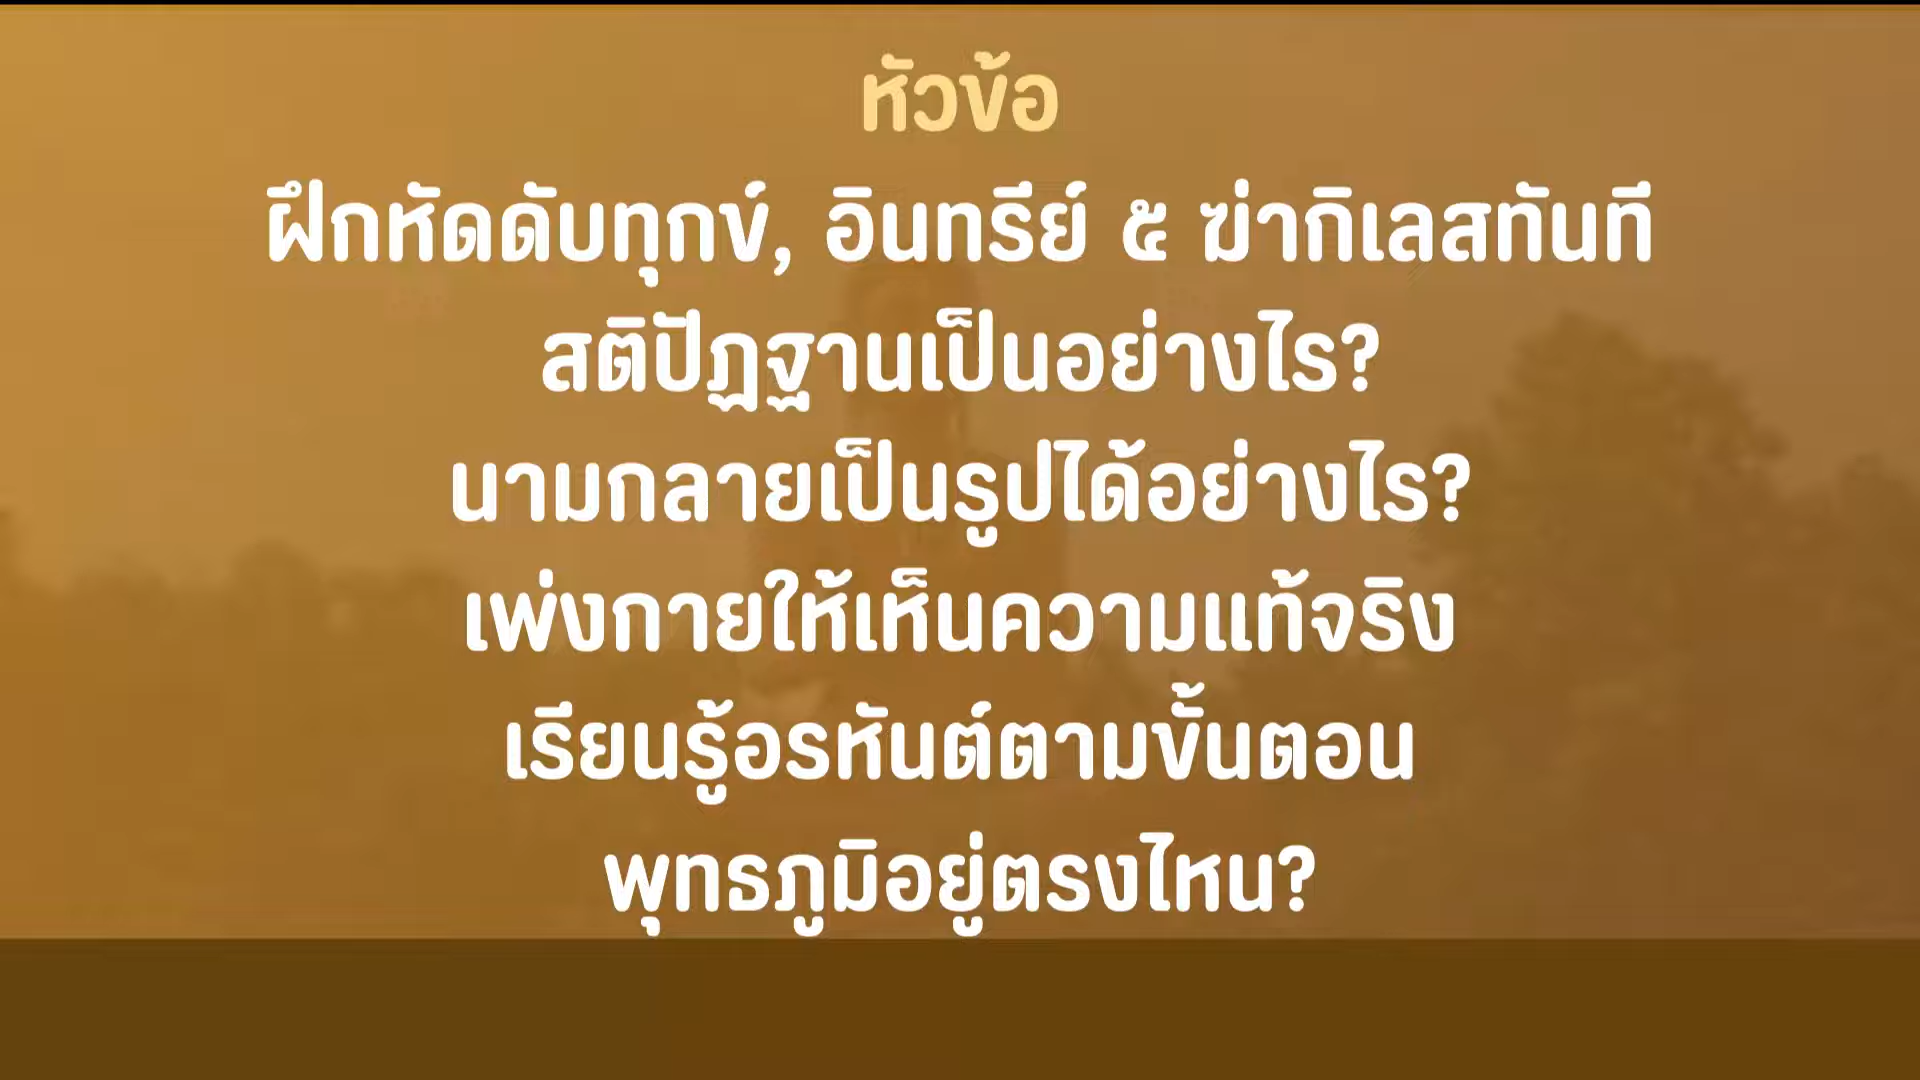 หัวข้อ
ฝึกหัดดับทุกข์, อินทรีย์ ๕ ฆ่ากิเลสทันที
สติปัฏฐานเป็นอย่างไร?
นามกลายเป็นรูปได้อย่างไร?
เพ่งกายให้เห็นความแท้จริง
เรียนรู้อรหันต์ตามขั้นตอน
พุทธภูมิอยู่ตรงไหน?